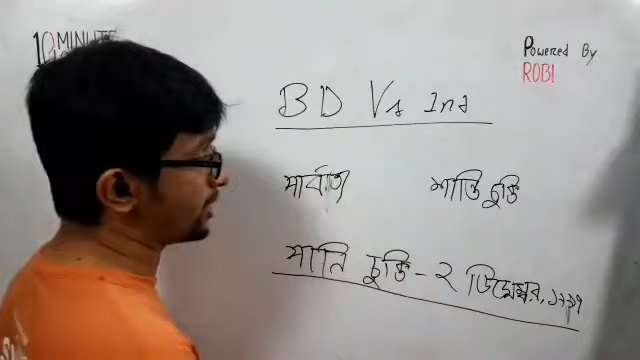 10 MINUTE
Powered By
ROBI
BD Vs Ind
পার্বত্য শান্তি চুক্তি
পানি চুক্তি - ২ ডিসেম্বর, ১৯৯৭